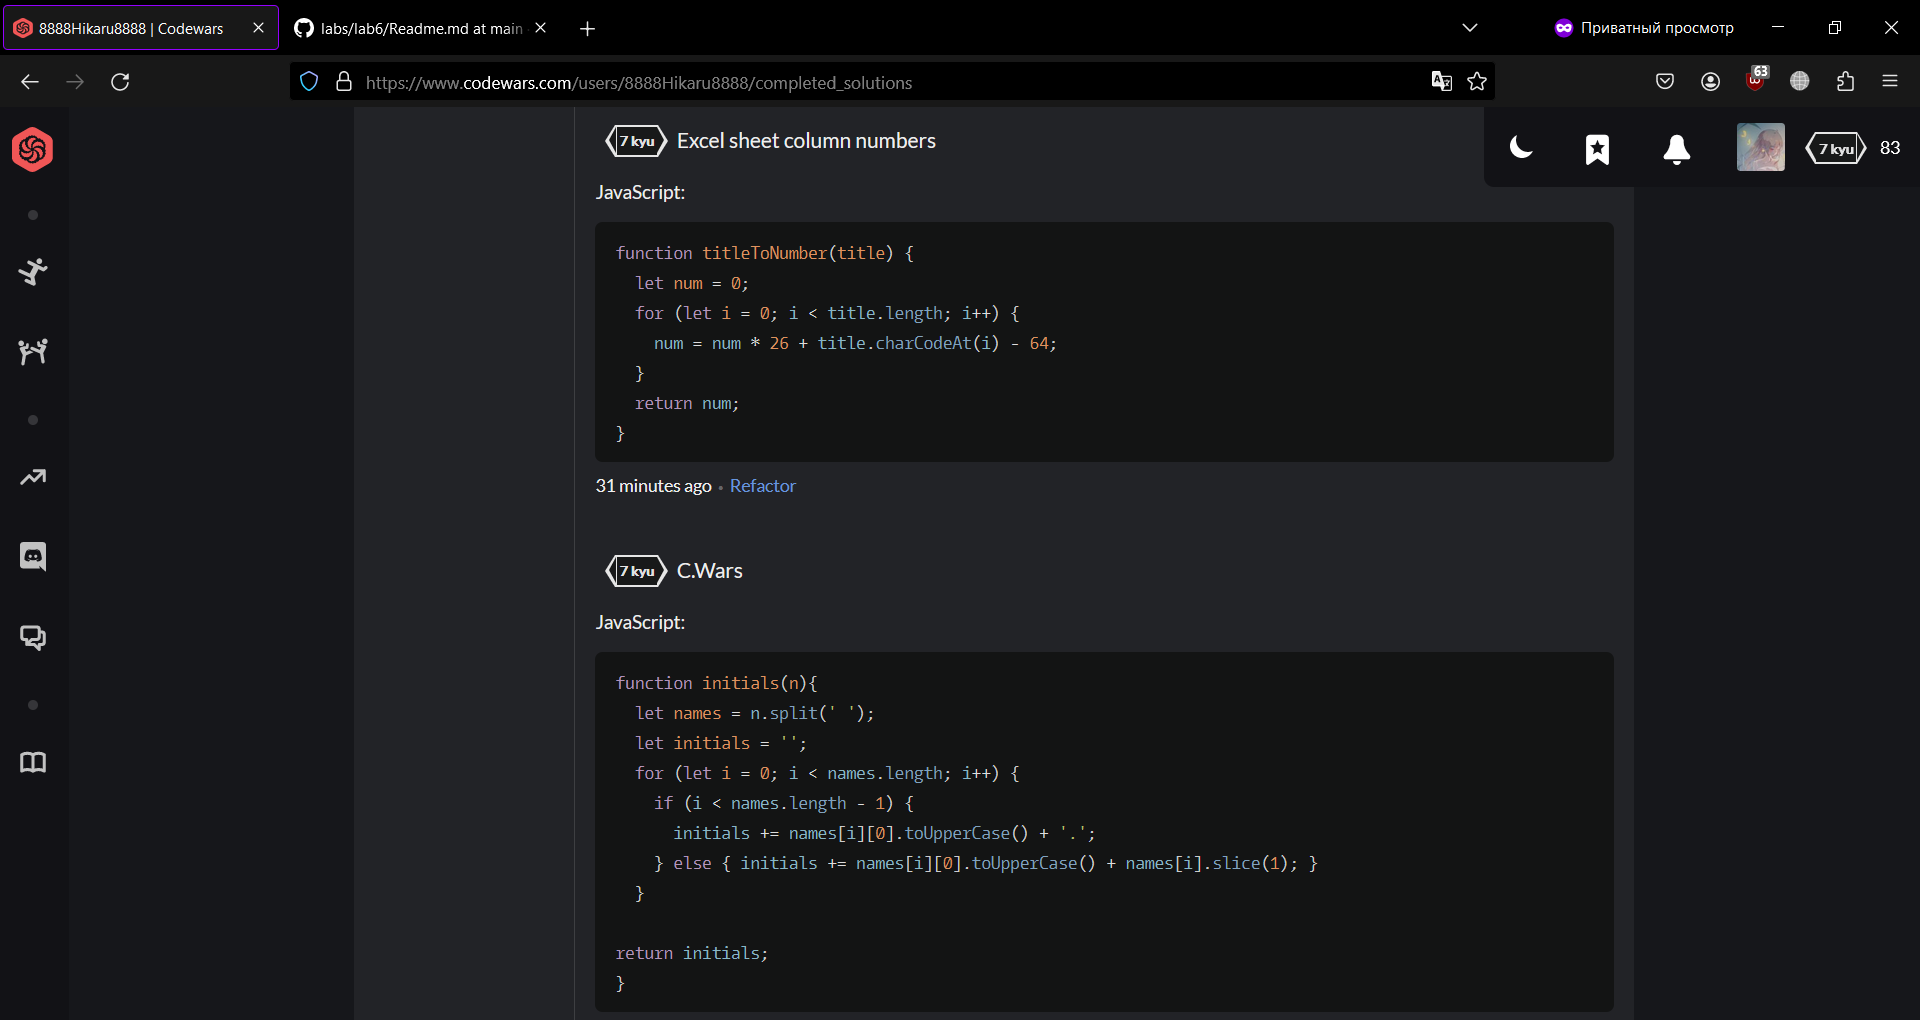 8888Hikaru8888 | Codewars
labs/lab6/Readme.md at main
Приватный просмотр
https://www.codewars.com/users/8888Hikaru8888/completed_solutions
63
7 kyu Excel sheet column numbers
7 kyu 83
JavaScript:
function titleToNumber(title) {
  let num = 0;
  for (let i = 0; i < title.length; i++) {
    num = num * 26 + title.charCodeAt(i) - 64;
  }
  return num;
}
31 minutes ago • Refactor
7 kyu C.Wars
JavaScript:
function initials(n){
  let names = n.split(' ');
  let initials = '';
  for (let i = 0; i < names.length; i++) {
    if (i < names.length - 1) {
      initials += names[i][0].toUpperCase() + '.';
    } else { initials += names[i][0].toUpperCase() + names[i].slice(1); }
  }
return initials;
}